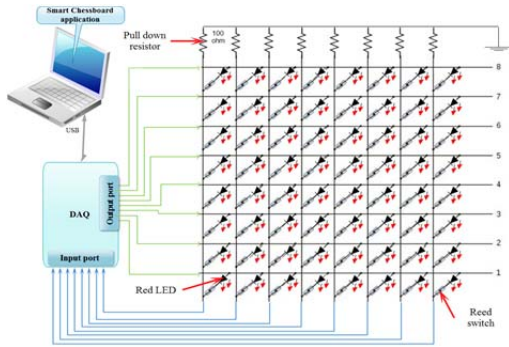 Smart Chessboard
application
Pull down
resistor
100
ohm
8
7
USB
6
5
Output port
4
DAQ
3
2
Input port
1
Red LED
Reed
switch